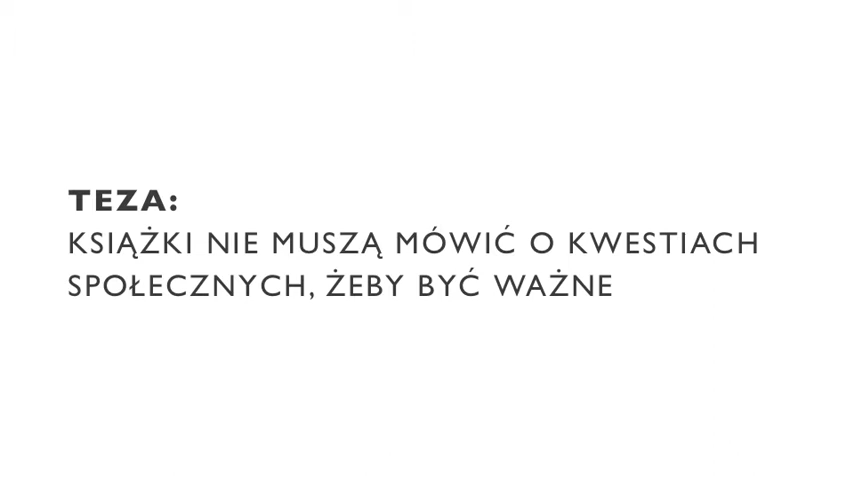 TEZA:
KSIĄŻKI NIE MUSZĄ MÓWIĆ O KWESTIACH
SPOŁECZNYCH, ŻEBY BYĆ WAŻNE